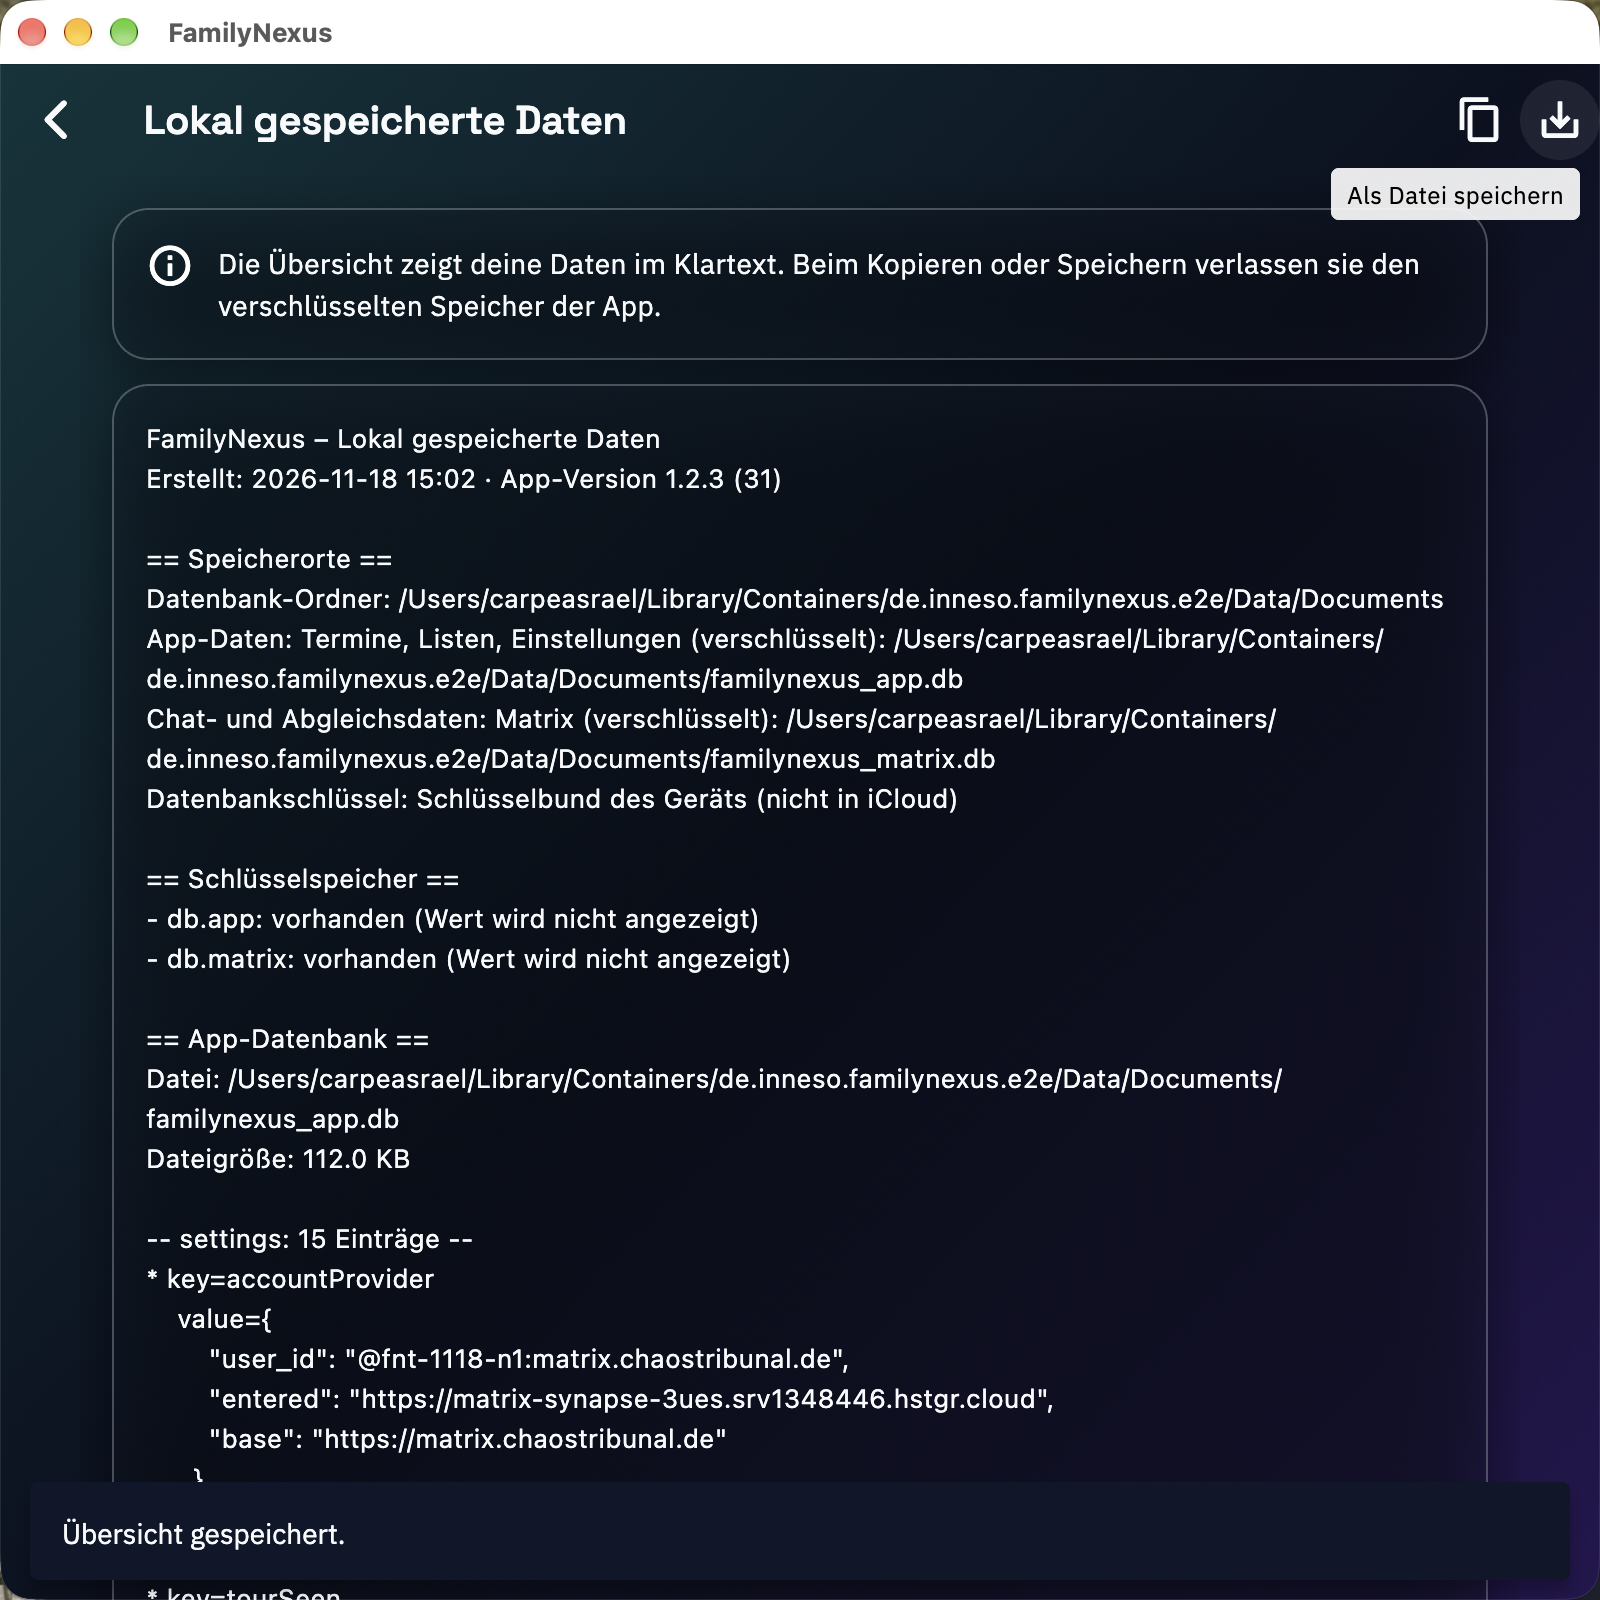 FamilyNexus
Lokal gespeicherte Daten
Als Datei speichern
Die Übersicht zeigt deine Daten im Klartext. Beim Kopieren oder Speichern verlassen sie den
verschlüsselten Speicher der App.
FamilyNexus – Lokal gespeicherte Daten
Erstellt: 2026-11-18 15:02 · App-Version 1.2.3 (31)
== Speicherorte ==
Datenbank-Ordner: /Users/carpeasrael/Library/Containers/de.inneso.familynexus.e2e/Data/Documents
App-Daten: Termine, Listen, Einstellungen (verschlüsselt): /Users/carpeasrael/Library/Containers/
de.inneso.familynexus.e2e/Data/Documents/familynexus_app.db
Chat- und Abgleichsdaten: Matrix (verschlüsselt): /Users/carpeasrael/Library/Containers/
de.inneso.familynexus.e2e/Data/Documents/familynexus_matrix.db
Datenbankschlüssel: Schlüsselbund des Geräts (nicht in iCloud)
== Schlüsselspeicher ==
- db.app: vorhanden (Wert wird nicht angezeigt)
- db.matrix: vorhanden (Wert wird nicht angezeigt)
== App-Datenbank ==
Datei: /Users/carpeasrael/Library/Containers/de.inneso.familynexus.e2e/Data/Documents/
familynexus_app.db
Dateigröße: 112.0 KB
-- settings: 15 Einträge --
* key=accountProvider
value={
"user_id": "@fnt-1118-n1:matrix.chaostribunal.de",
"entered": "https://matrix-synapse-3ues.srv1348446.hstgr.cloud",
"base": "https://matrix.chaostribunal.de"
}
Übersicht gespeichert.
* key=tourSeen